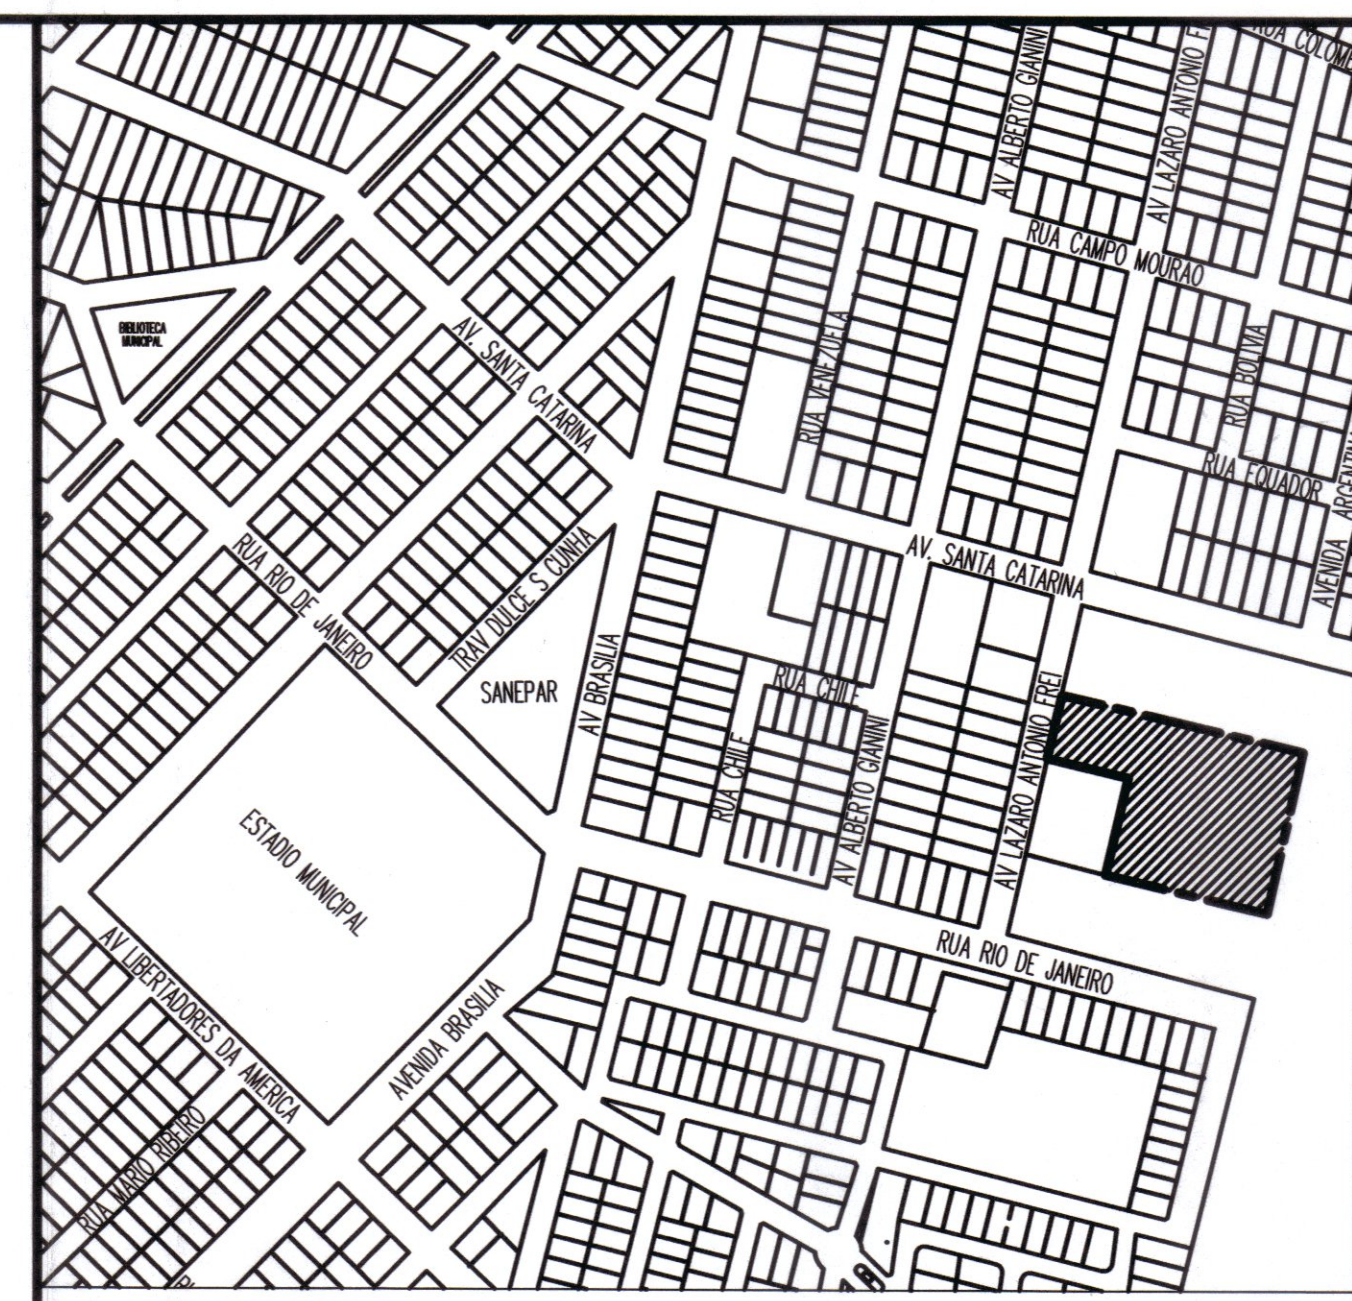 RUA COLOM
AV ALBERTO GIANINI
AV LAZARO ANTONIO F
RUA CAMPO MOURAO
BIBLIOTECA
MUNICIPAL
AV. SANTA CATARINA
RUA VENEZUELA
RUA BOLIVIA
RUA EQUADOR
AVENIDA ARGENTIN
RUA RIO DE JANEIRO
TRAV DULCE S CUNHA
AV. SANTA CATARINA
SANEPAR
AV BRASILIA
RUA CHILE
RUA CHILE
AV ALBERTO GIANINI
AV LAZARO ANTONIO FREI
ESTADIO MUNICIPAL
RUA RIO DE JANEIRO
AV LIBERTADORES DA AMERICA
AVENIDA BRASILIA
RUA MARIO RIBEIRO